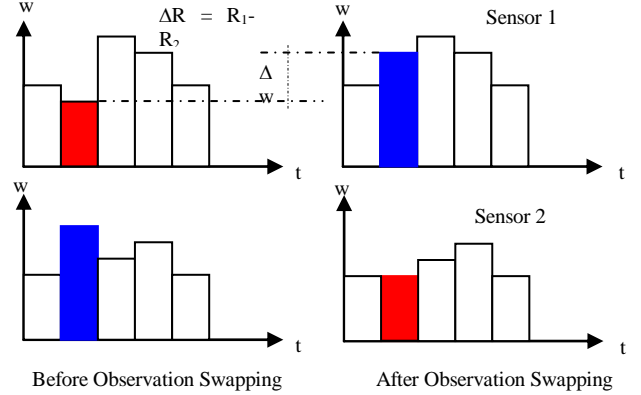 w
ΔR = R₁-
R₂
Δ
w
t
w
Sensor 1
t
w
t
w
Sensor 2
t
Before Observation Swapping
After Observation Swapping